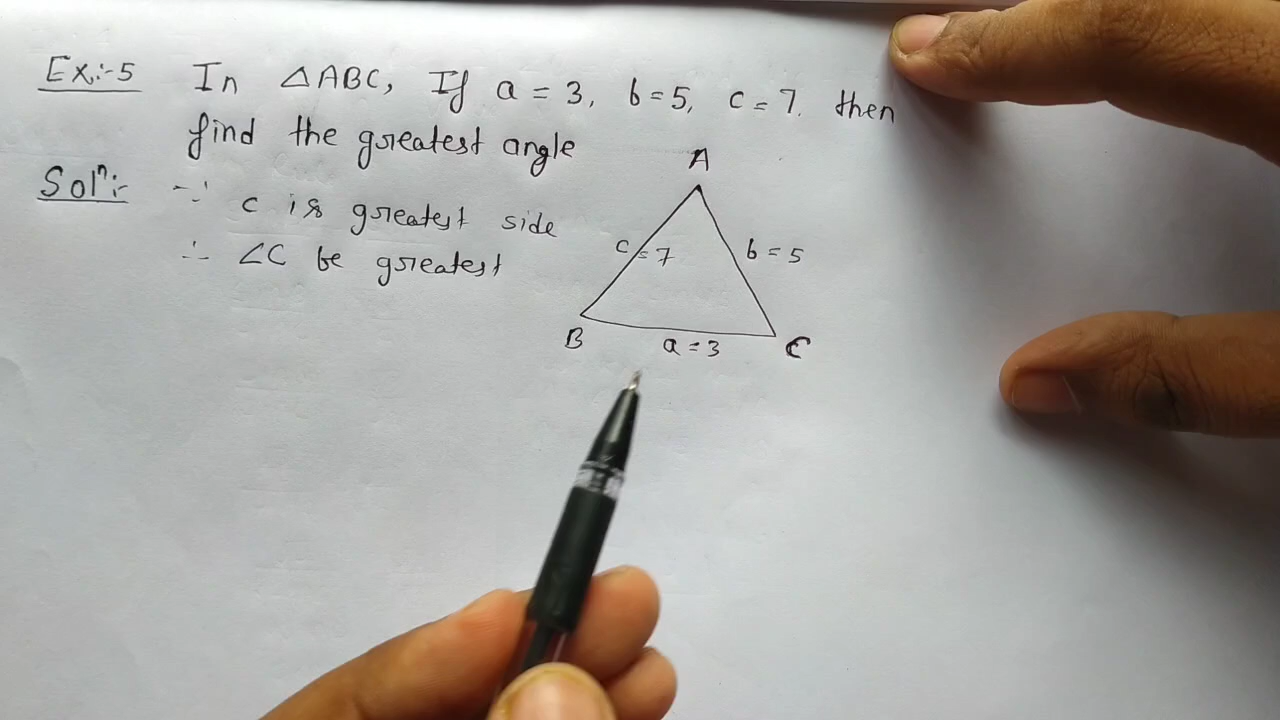 Ex:-5 In △ABC, If a = 3, b = 5, c = 7. then
find the greatest angle
Solⁿ:- ∵ c is greatest side
∴ ∠C be greatest
A
c = 7
b = 5
B
a = 3
C